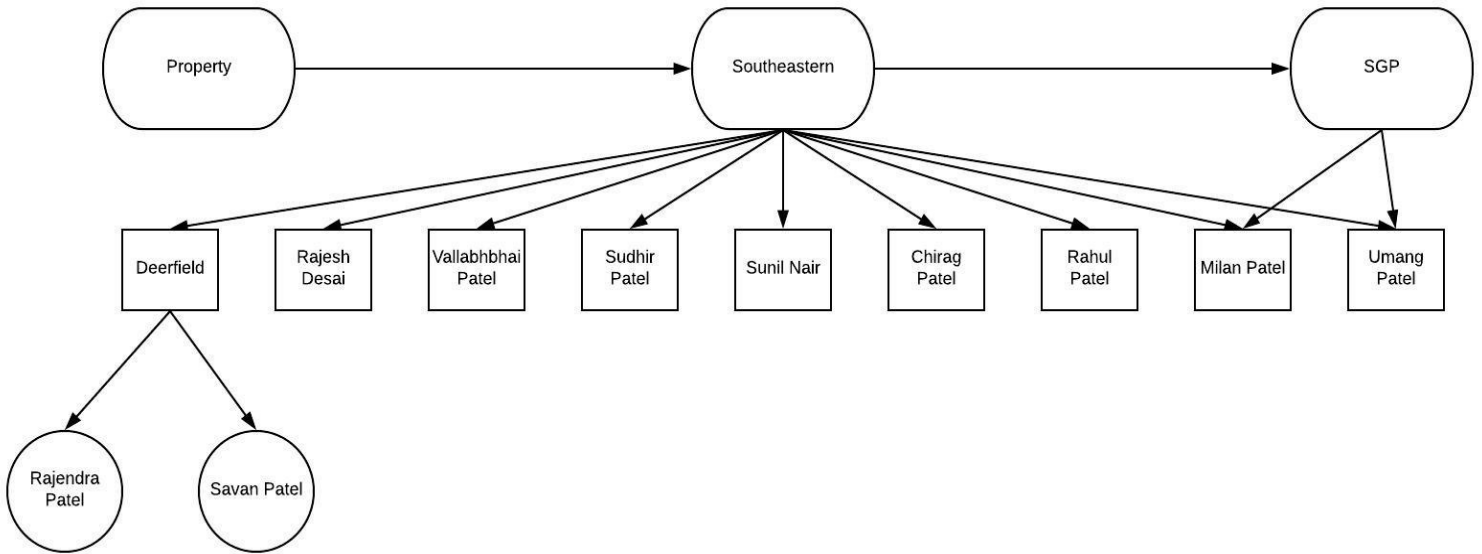 Property
Southeastern
SGP
Deerfield
Rajesh
Desai
Vallabhbhai
Patel
Sudhir
Patel
Sunil Nair
Chirag
Patel
Rahul
Patel
Milan Patel
Umang
Patel
Rajendra
Patel
Savan Patel